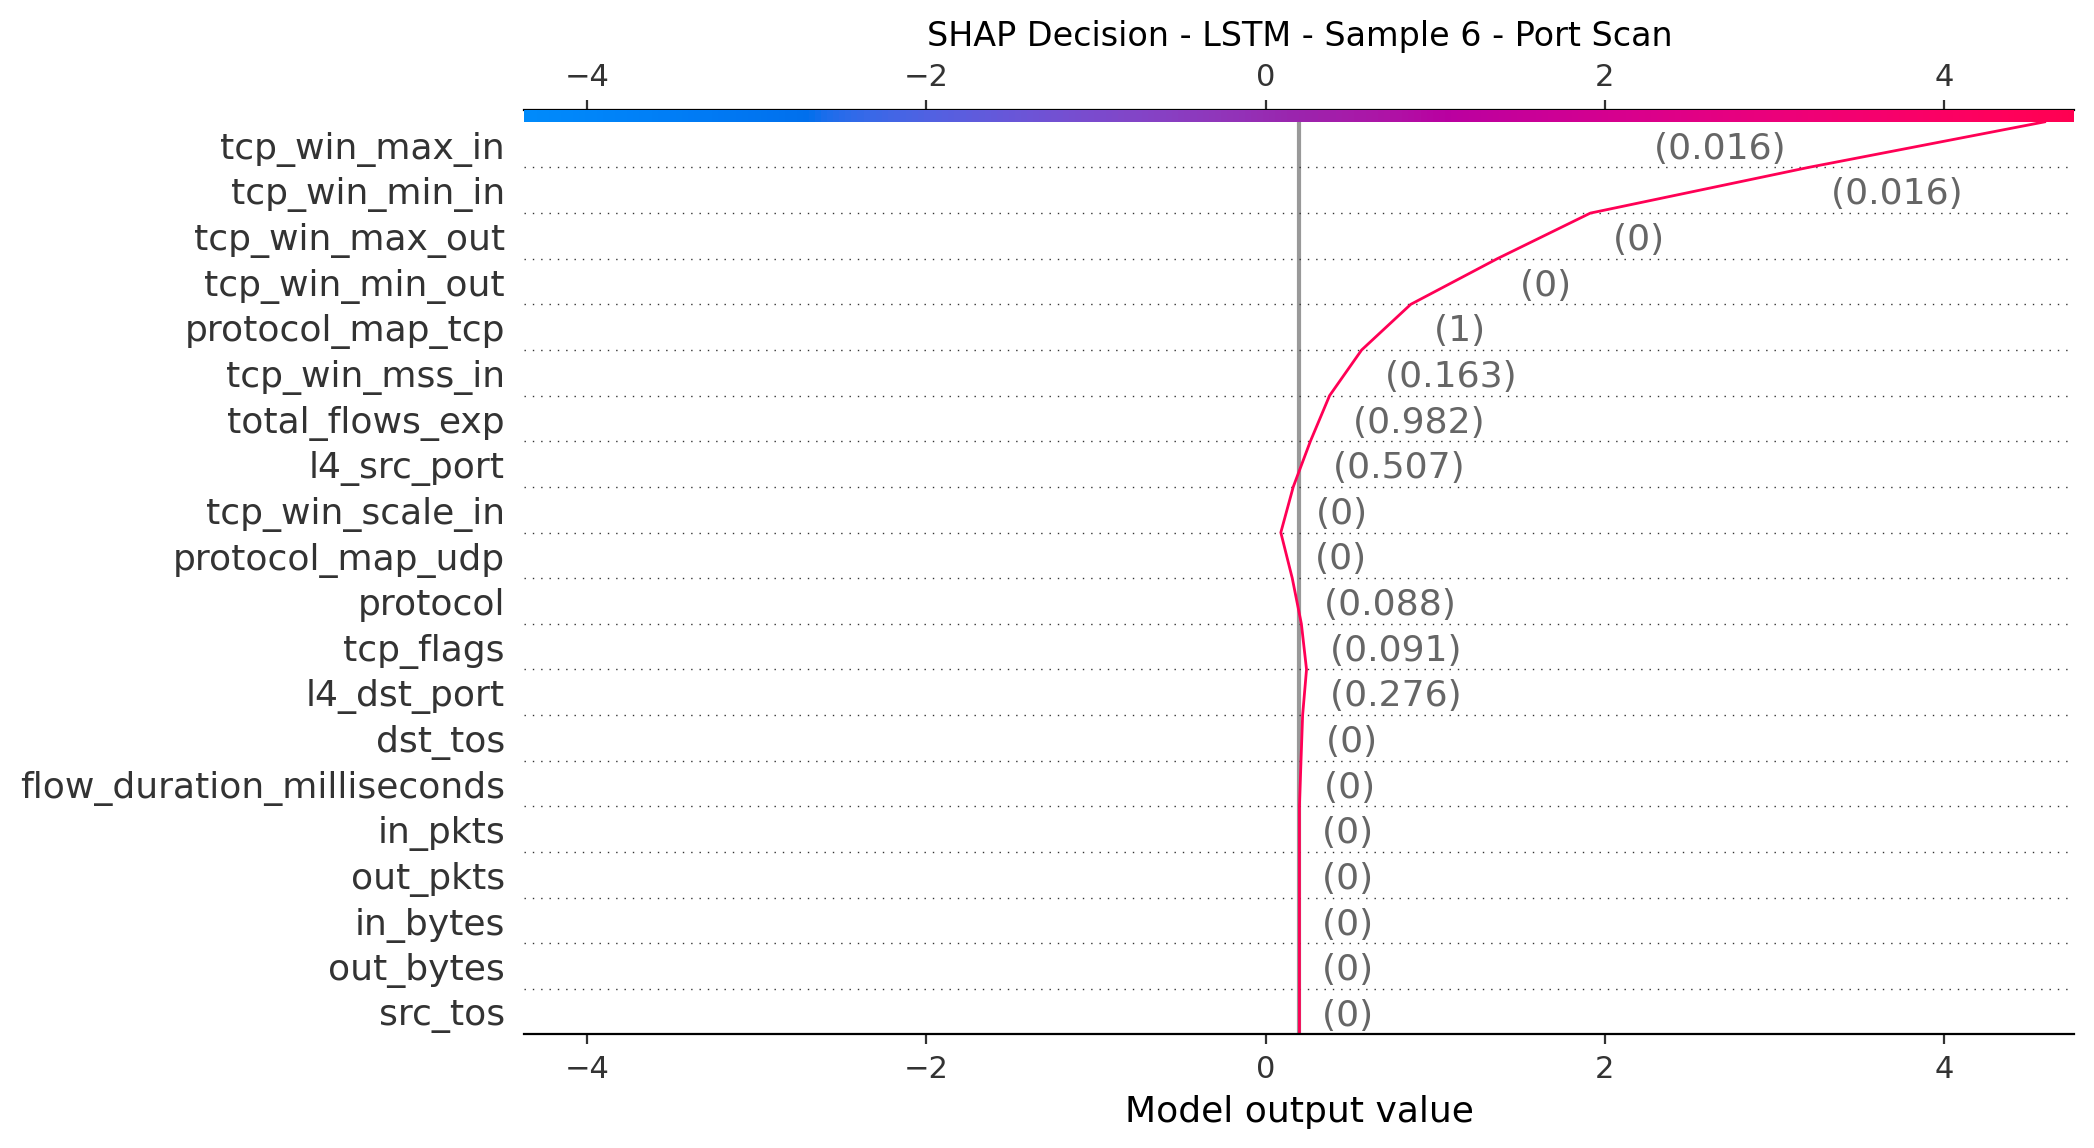 SHAP Decision - LSTM - Sample 6 - Port Scan
−4 −2 0 2 4
tcp_win_max_in (0.016)
tcp_win_min_in (0.016)
tcp_win_max_out (0)
tcp_win_min_out (0)
protocol_map_tcp (1)
tcp_win_mss_in (0.163)
total_flows_exp (0.982)
l4_src_port (0.507)
tcp_win_scale_in (0)
protocol_map_udp (0)
protocol (0.088)
tcp_flags (0.091)
l4_dst_port (0.276)
dst_tos (0)
flow_duration_milliseconds (0)
in_pkts (0)
out_pkts (0)
in_bytes (0)
out_bytes (0)
src_tos (0)
−4 −2 0 2 4
Model output value